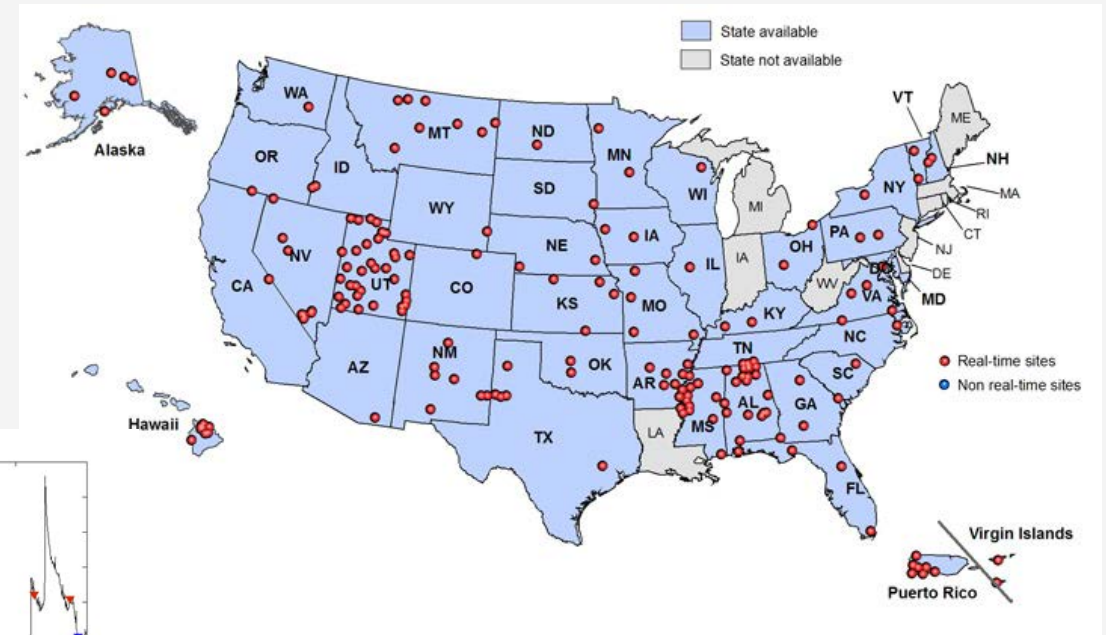 State available
State not available
Alaska
WA
OR
ID
MT
ND
MN
SD
WY
WI
MI
VT
ME
NH
NY
MA
RI
CT
NJ
PA
DE
MD
DC
NV
CA
UT
CO
NE
IA
IL
IA
OH
WV
VA
KS
MO
KY
NC
TN
AZ
NM
OK
AR
SC
MS
AL
GA
TX
LA
FL
Real-time sites
Non real-time sites
Hawaii
Virgin Islands
Puerto Rico